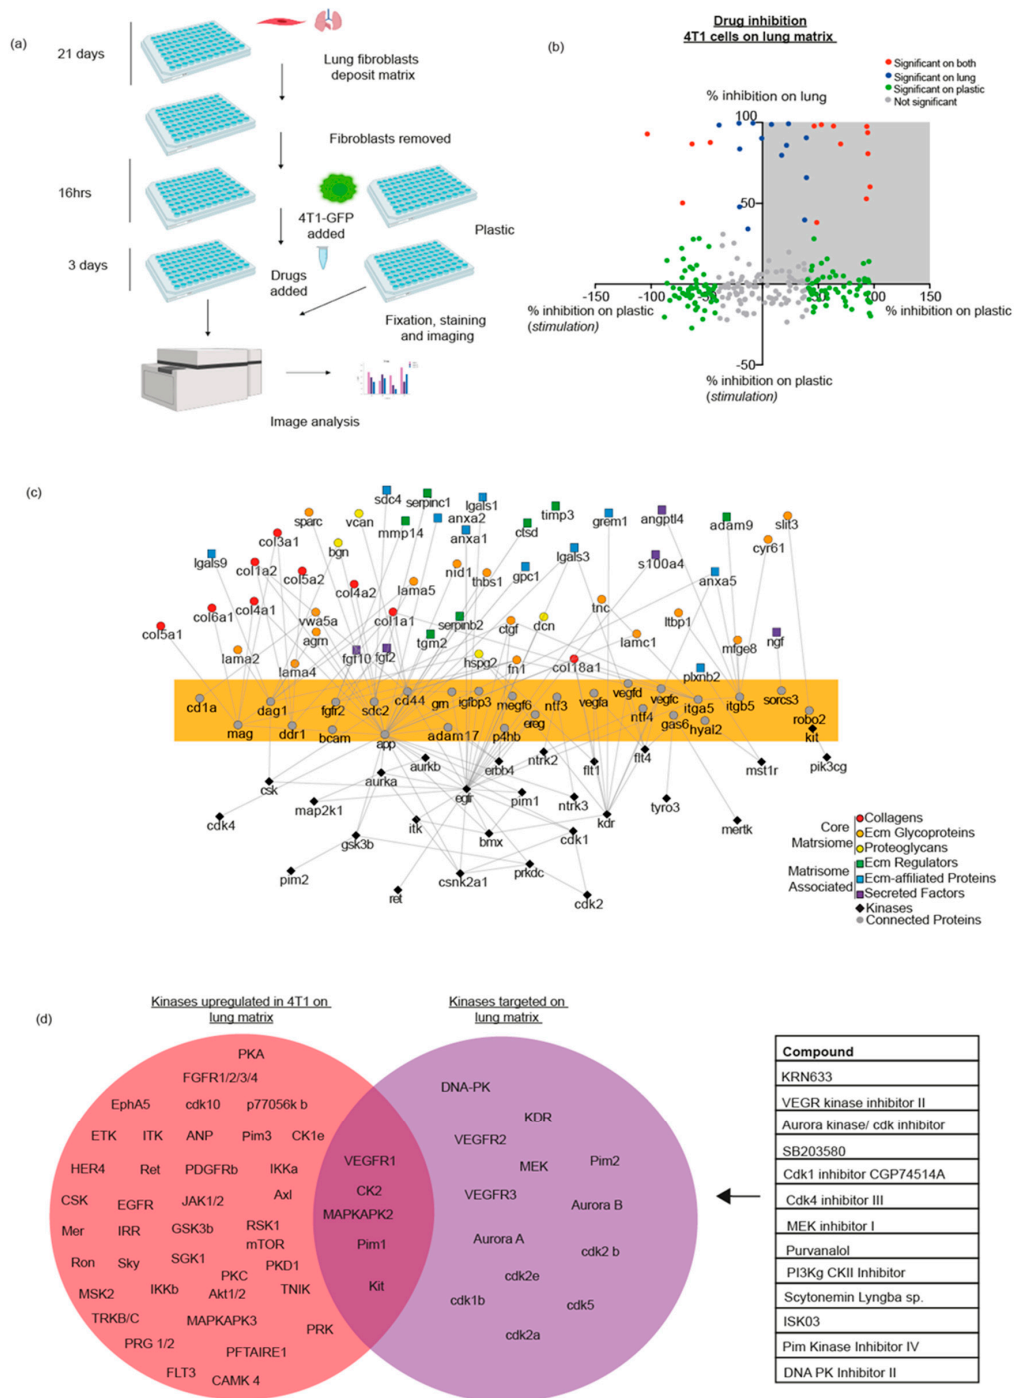 (a)
21 days
Lung fibroblasts
deposit matrix
Fibroblasts removed
16hrs
4T1-GFP
added
Plastic
3 days
Drugs
added
Fixation, staining
and imaging
Image analysis
(b)
Drug inhibition
4T1 cells on lung matrix
Significant on both
Significant on lung
Significant on plastic
Not significant
% inhibition on lung
100
50
-150
-100
-50
50
100
150
% inhibition on plastic
(stimulation)
% inhibition on plastic
-50
% inhibition on plastic
(stimulation)
(c)
sdc4
serpinc1
lgals1
sparc
vcan
mmp14
anxa2
anxa1
ctsd
timp3
grem1
angptl4
adam9
slit3
col3a1
bgn
cyr61
lgals9
col1a2
col5a2
col4a2
lama5
nid1
thbs1
gpc1
lgals3
s100a4
anxa5
col6a1
col4a1
vwa5a
col1a1
serpinb2
ctgf
dcn
tnc
ltbp1
col5a1
agrn
tgm2
lamc1
mfge8
ngf
lama2
lama4
fgf10
fgf2
hspg2
fn1
col18a1
plxnb2
cd1a
dag1
fgfr2
sdc2
cd44
grn
igfbp3
megf6
ntf3
vegfa
vegfd
vegfc
itga5
itgb5
sorcs3
mag
ddr1
bcam
app
adam17
p4hb
ereg
ntf4
gas6
hyal2
robo2
kit
csk
aurka
aurkb
egfr
erbb4
ntrk2
flt1
flt4
mst1r
pik3cg
cdk4
map2k1
itk
pim1
ntrk3
kdr
tyro3
mertk
gsk3b
bmx
cdk1
pim2
ret
csnk2a1
prkdc
cdk2
Core
Matrsiome
Matrisome
Associated
Collagens
Ecm Glycoproteins
Proteoglycans
Ecm Regulators
Ecm-affiliated Proteins
Secreted Factors
Kinases
Connected Proteins
(d)
Kinases upregulated in 4T1 on
lung matrix
Kinases targeted on
lung matrix
PKA
FGFR1/2/3/4
EphA5 cdk10 p77056k b
ETK ITK ANP Pim3 CK1e
HER4 Ret PDGFRb IKKa
CSK EGFR JAK1/2 Axl
Mer IRR GSK3b RSK1
mTOR
Ron Sky SGK1 PKD1
PKC
MSK2 IKKb Akt1/2 TNIK
TRKB/C MAPKAPK3 PRK
PRG 1/2 PFTAIRE1
FLT3 CAMK 4
VEGFR1
CK2
MAPKAPK2
Pim1
Kit
DNA-PK
KDR
VEGFR2
MEK Pim2
VEGFR3
Aurora B
Aurora A
cdk2 b
cdk2e
cdk1b cdk5
cdk2a
Compound
KRN633
VEGR kinase inhibitor II
Aurora kinase/ cdk inhibitor
SB203580
Cdk1 inhibitor CGP74514A
Cdk4 inhibitor III
MEK inhibitor I
Purvanalol
PI3Kg CKII Inhibitor
Scytonemin Lyngba sp.
ISK03
Pim Kinase Inhibitor IV
DNA PK Inhibitor II